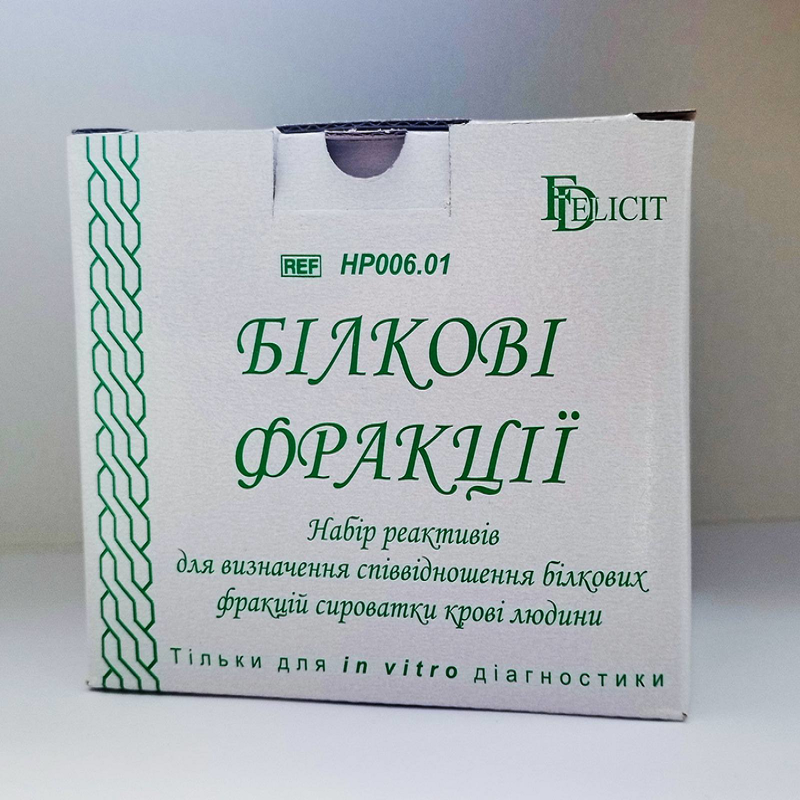 FELICIT
REF HP006.01
БІЛКОВІ
ФРАКЦІЇ
Набір реактивів
для визначення співвідношення білкових
фракцій сироватки крові людини
Тільки для in vitro діагностики